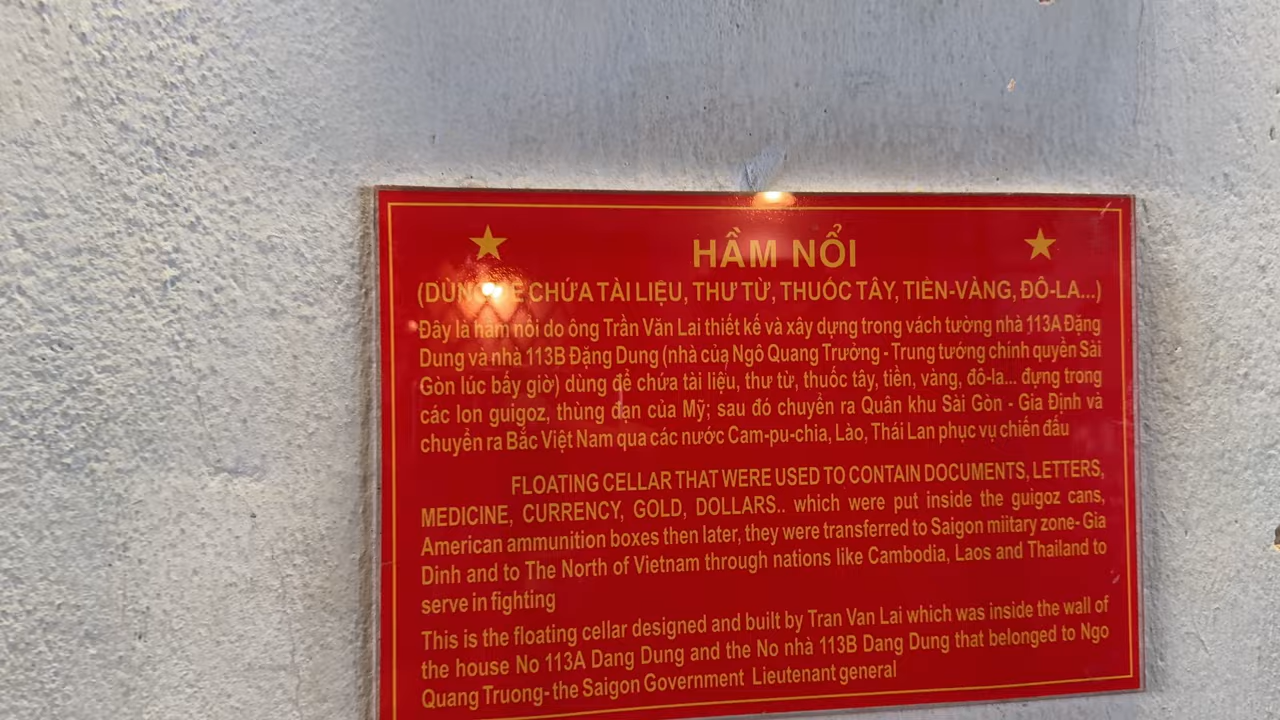 HẦM NỔI
(DÙNG ĐỂ CHỨA TÀI LIỆU, THƯ TỪ, THUỐC TÂY, TIỀN-VÀNG, ĐÔ-LA...)
Đây là hầm nổi do ông Trần Văn Lai thiết kế và xây dựng trong vách tường nhà 113A Đặng
Dung và nhà 113B Đặng Dung (nhà của Ngô Quang Trưởng - Trung tướng chính quyền Sài
Gòn lúc bấy giờ) dùng để chứa tài liệu, thư từ, thuốc tây, tiền, vàng, đô-la... đựng trong
các lon guigoz, thùng đạn của Mỹ; sau đó chuyển ra Quân khu Sài Gòn - Gia Định và
chuyển ra Bắc Việt Nam qua các nước Cam-pu-chia, Lào, Thái Lan phục vụ chiến đấu
FLOATING CELLAR THAT WERE USED TO CONTAIN DOCUMENTS, LETTERS,
MEDICINE, CURRENCY, GOLD, DOLLARS.. which were put inside the guigoz cans,
American ammunition boxes then later, they were transferred to Saigon miitary zone- Gia
Dinh and to The North of Vietnam through nations like Cambodia, Laos and Thailand to
serve in fighting
This is the floating cellar designed and built by Tran Van Lai which was inside the wall of
the house No 113A Dang Dung and the No nhà 113B Dang Dung that belonged to Ngo
Quang Truong- the Saigon Government Lieutenant general